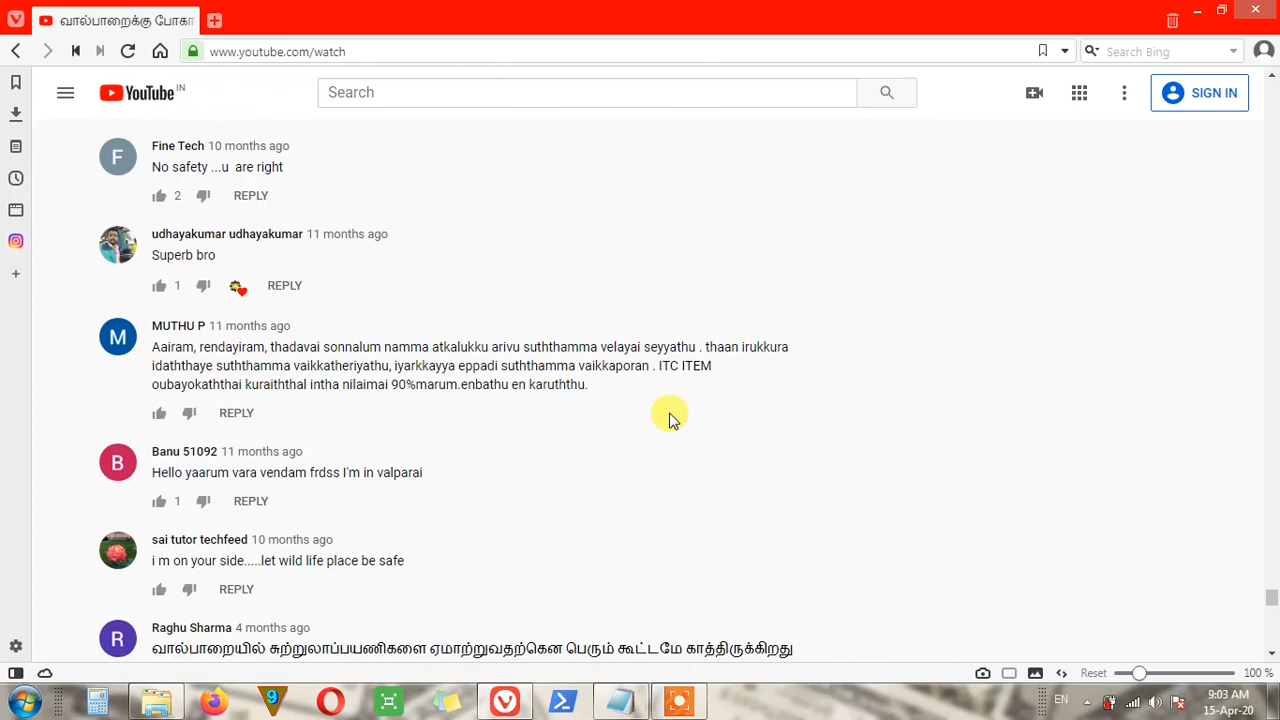 வால்பாறைக்கு போகா
www.youtube.com/watch
Search Bing
YouTube IN
Search
SIGN IN
Fine Tech 10 months ago
No safety ...u are right
2 REPLY
udhayakumar udhayakumar 11 months ago
Superb bro
1 REPLY
M MUTHU P 11 months ago
Aairam, rendayiram, thadavai sonnalum namma atkalukku arivu suththamma velayai seyyathu . thaan irukkura
idaththaye suththamma vaikkatheriyathu, iyarkkayya eppadi suththamma vaikkaporan . ITC ITEM
oubayokaththai kuraiththal intha nilaimai 90%marum.enbathu en karuththu.
REPLY
B Banu 51092 11 months ago
Hello yaarum vara vendam frdss I'm in valparai
1 REPLY
sai tutor techfeed 10 months ago
i m on your side.....let wild life place be safe
REPLY
R Raghu Sharma 4 months ago
வால்பாறையில் சுற்றுலாப்பயணிகளை ஏமாற்றுவதற்கென பெரும் கூட்டமே காத்திருக்கிறது
Reset 100 %
EN 9:03 AM
15-Apr-20